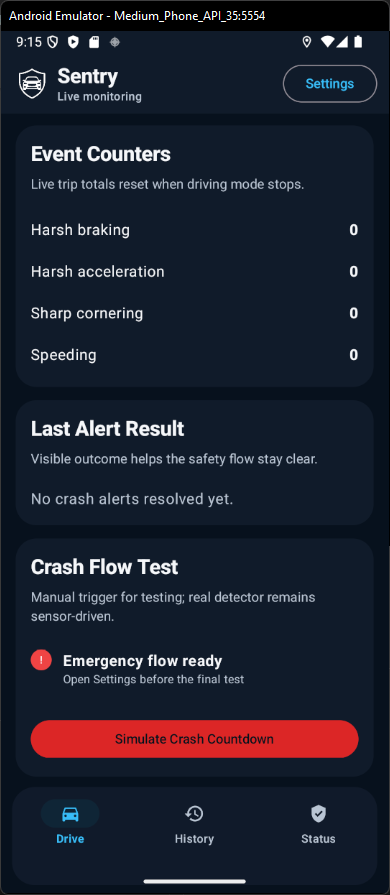 Android Emulator - Medium_Phone_API_35:5554
9:15
Sentry
Live monitoring
Settings
Event Counters
Live trip totals reset when driving mode stops.
Harsh braking 0
Harsh acceleration 0
Sharp cornering 0
Speeding 0
Last Alert Result
Visible outcome helps the safety flow stay clear.
No crash alerts resolved yet.
Crash Flow Test
Manual trigger for testing; real detector remains
sensor-driven.
! Emergency flow ready
Open Settings before the final test
Simulate Crash Countdown
Drive History Status